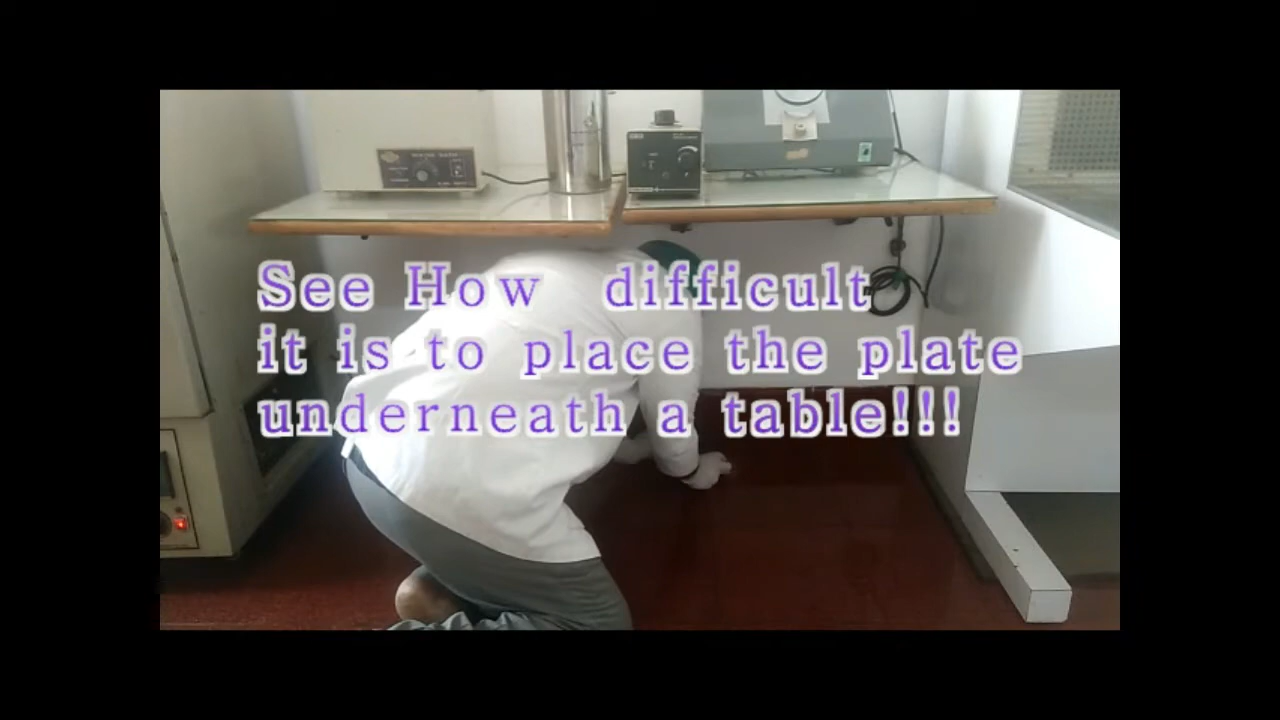 See How difficult
it is to place the plate
underneath a table!!!